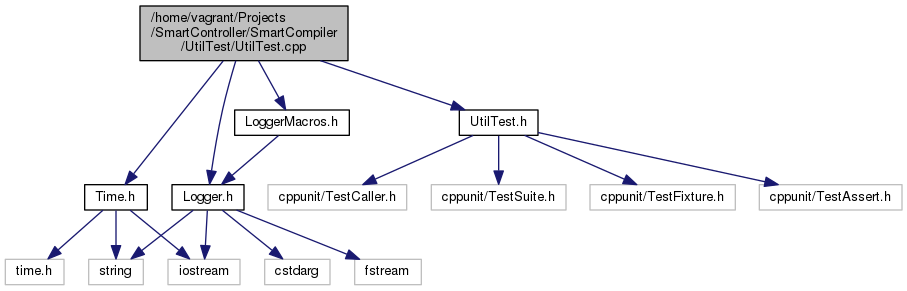 /home/vagrant/Projects
/SmartController/SmartCompiler
/UtilTest/UtilTest.cpp
LoggerMacros.h
UtilTest.h
Time.h
Logger.h
cppunit/TestCaller.h
cppunit/TestSuite.h
cppunit/TestFixture.h
cppunit/TestAssert.h
time.h
string
iostream
cstdarg
fstream